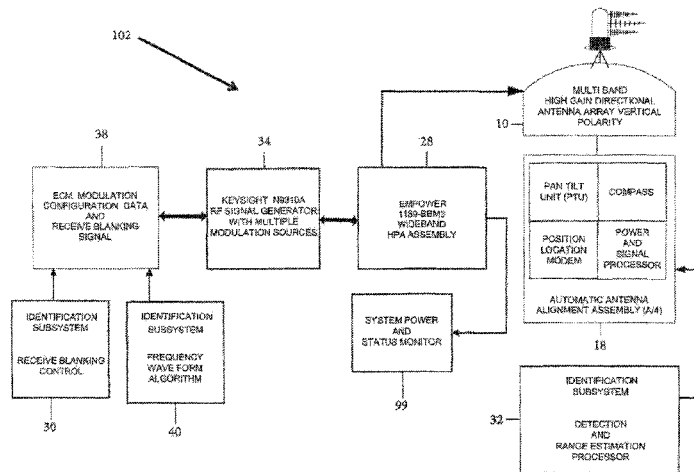 102
MULTI BAND
HIGH GAIN DIRECTIONAL
ANTENNA ARRAY VERTICAL
POLARITY
10
38
34
28
ECM MODULATION
CONFIGURATION DATA
AND
RECEIVE BLANKING
SIGNAL
KEYSIGHT N9310A
RF SIGNAL GENERATOR
WITH MULTIPLE
MODULATION SOURCES
EMPOWER
1189-BBM3
WIDEBAND
HPA ASSEMBLY
PAN TILT
UNIT (PTU)
COMPASS
POSITION
LOCATION
MODEM
POWER
AND
SIGNAL
PROCESSOR
AUTOMATIC ANTENNA
ALIGNMENT ASSEMBLY (A/4)
18
IDENTIFICATION
SUBSYSTEM
RECEIVE BLANKING
CONTROL
30
IDENTIFICATION
SUBSYSTEM
FREQUENCY
WAVE FORM
ALGORITHM
40
SYSTEM POWER
AND
STATUS MONITOR
99
32
IDENTIFICATION
SUBSYSTEM
DETECTION
AND
RANGE ESTIMATION
PROCESSOR